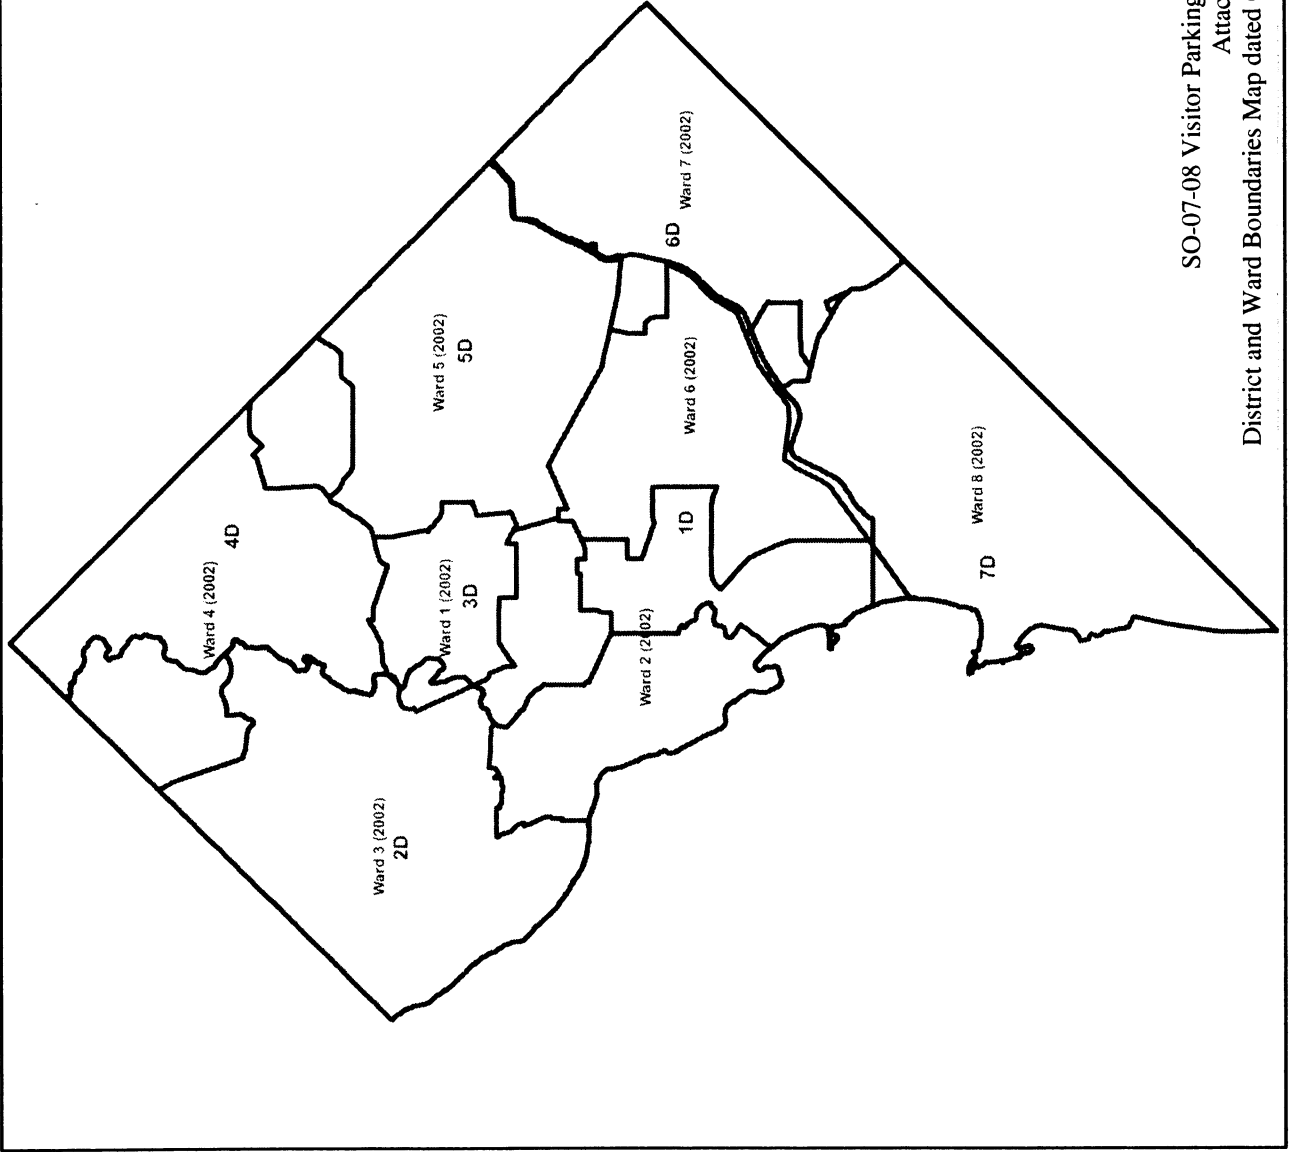 Ward 4 (2002)
4D
Ward 5 (2002)
5D
Ward 1 (2002)
3D
Ward 3 (2002)
2D
Ward 7 (2002)
6D
Ward 6 (2002)
1D
Ward 2 (2002)
Ward 8 (2002)
7D
SO-07-08 Visitor Parking
Attac
District and Ward Boundaries Map dated